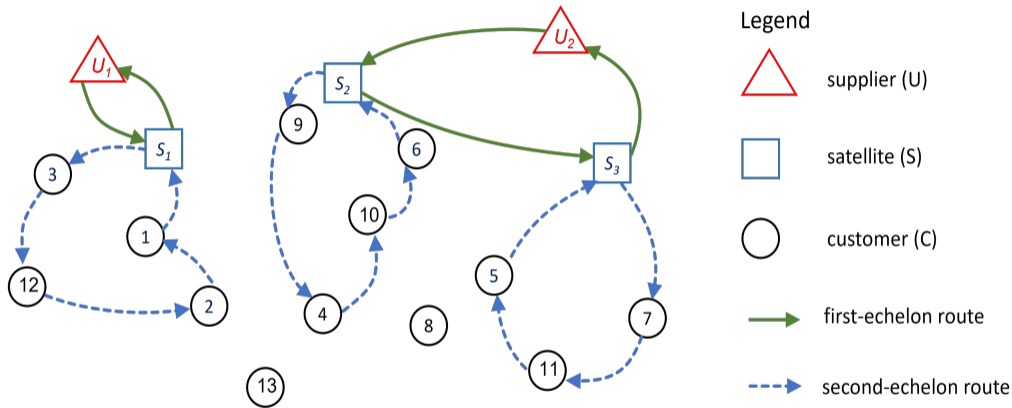 U1
S1
3
1
12
2
13
U2
S2
9
6
10
4
8
S3
5
7
11
Legend
supplier (U)
satellite (S)
customer (C)
first-echelon route
second-echelon route